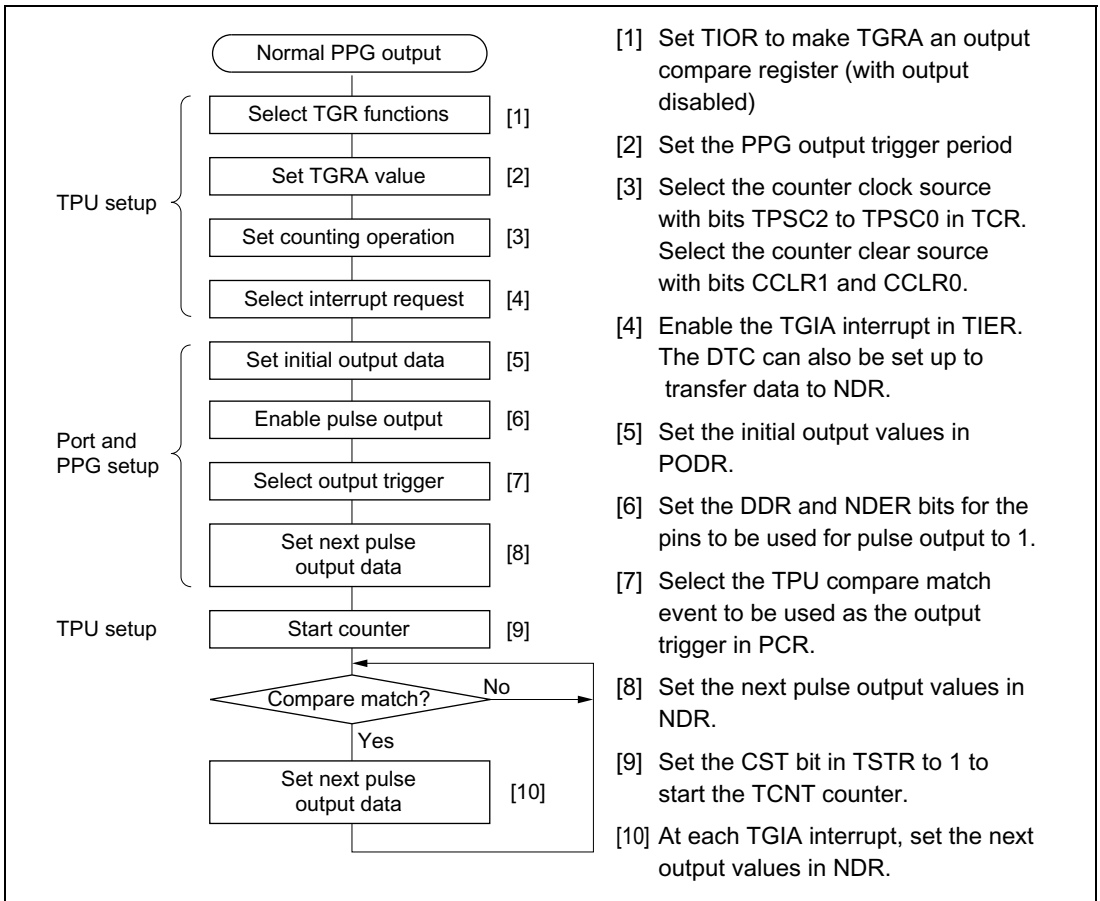 Normal PPG output
Select TGR functions [1]
Set TGRA value [2]
TPU setup
Set counting operation [3]
Select interrupt request [4]
Set initial output data [5]
Enable pulse output [6]
Port and
PPG setup
Select output trigger [7]
Set next pulse
output data
[8]
TPU setup
Start counter [9]
Compare match?
No
Yes
Set next pulse
output data
[10]
[1] Set TIOR to make TGRA an output
compare register (with output
disabled)
[2] Set the PPG output trigger period
[3] Select the counter clock source
with bits TPSC2 to TPSC0 in TCR.
Select the counter clear source
with bits CCLR1 and CCLR0.
[4] Enable the TGIA interrupt in TIER.
The DTC can also be set up to
transfer data to NDR.
[5] Set the initial output values in
PODR.
[6] Set the DDR and NDER bits for the
pins to be used for pulse output to 1.
[7] Select the TPU compare match
event to be used as the output
trigger in PCR.
[8] Set the next pulse output values in
NDR.
[9] Set the CST bit in TSTR to 1 to
start the TCNT counter.
[10] At each TGIA interrupt, set the next
output values in NDR.